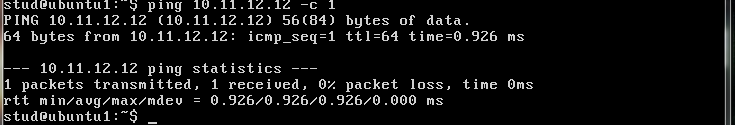 stud@ubuntu1:~$ ping 10.11.12.12 -c 1
PING 10.11.12.12 (10.11.12.12) 56(84) bytes of data.
64 bytes from 10.11.12.12: icmp_seq=1 ttl=64 time=0.926 ms

--- 10.11.12.12 ping statistics ---
1 packets transmitted, 1 received, 0% packet loss, time 0ms
rtt min/avg/max/mdev = 0.926/0.926/0.926/0.000 ms
stud@ubuntu1:~$ _